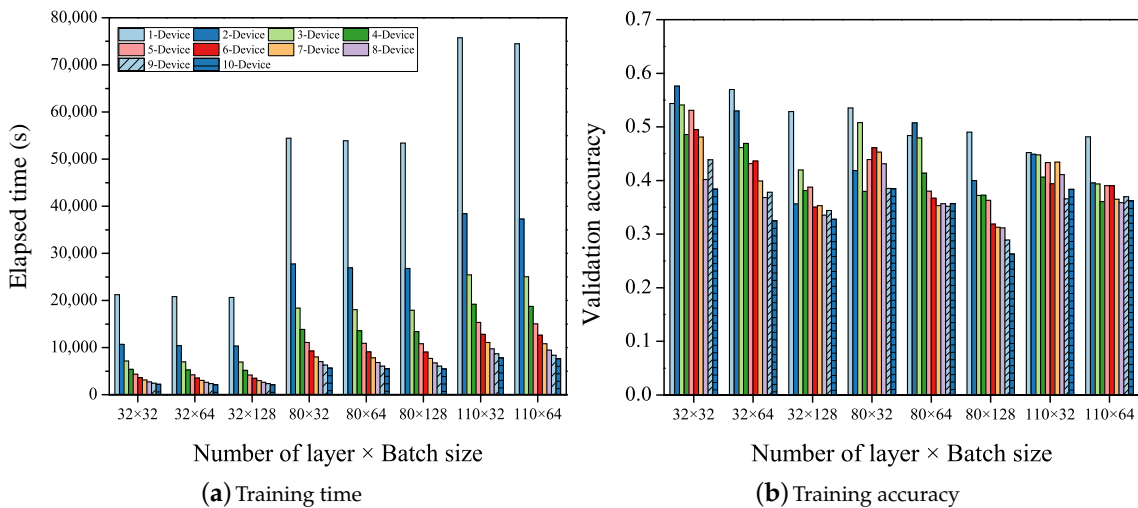 80,000
70,000
60,000
50,000
40,000
30,000
20,000
10,000
0
Elapsed time (s)
1-Device 2-Device 3-Device 4-Device
5-Device 6-Device 7-Device 8-Device
9-Device 10-Device
32×32 32×64 32×128 80×32 80×64 80×128 110×32 110×64
Number of layer × Batch size
(a) Training time
0.7
0.6
0.5
0.4
0.3
0.2
0.1
0.0
Validation accuracy
32×32 32×64 32×128 80×32 80×64 80×128 110×32 110×64
Number of layer × Batch size
(b) Training accuracy